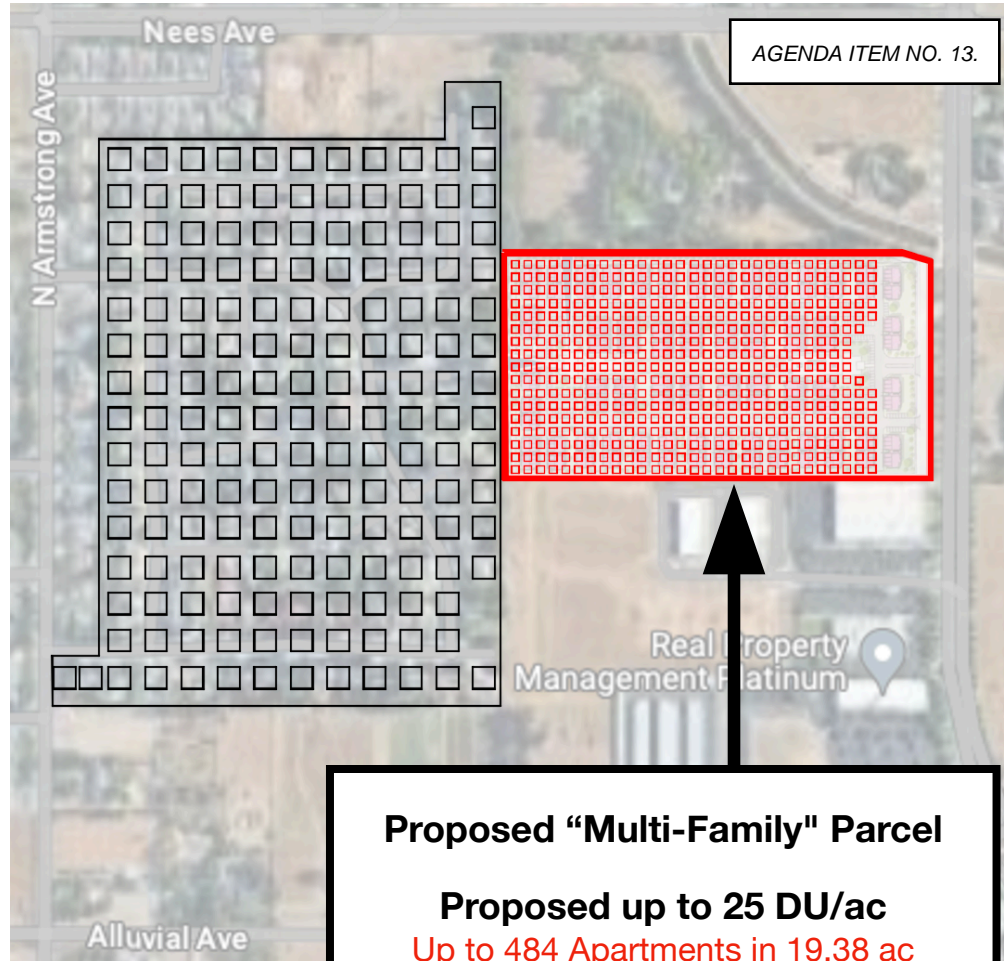 Nees Ave
AGENDA ITEM NO. 13.
N Armstrong Ave
Real Property
Management Platinum
Proposed “Multi-Family" Parcel
Proposed up to 25 DU/ac
Alluvial Ave
Up to 484 Apartments in 19.38 ac